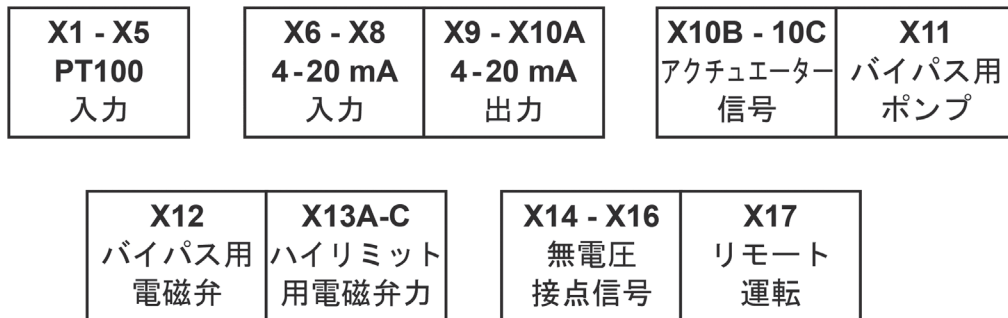 X1 - X5
PT100
入力
X6 - X8
4-20 mA
入力
X9 - X10A
4-20 mA
出力
X10B - 10C
アクチュエーター
信号
X11
バイパス用
ポンプ
X12
バイパス用
電磁弁
X13A-C
ハイリミット
用電磁弁力
X14 - X16
無電圧
接点信号
X17
リモート
運転